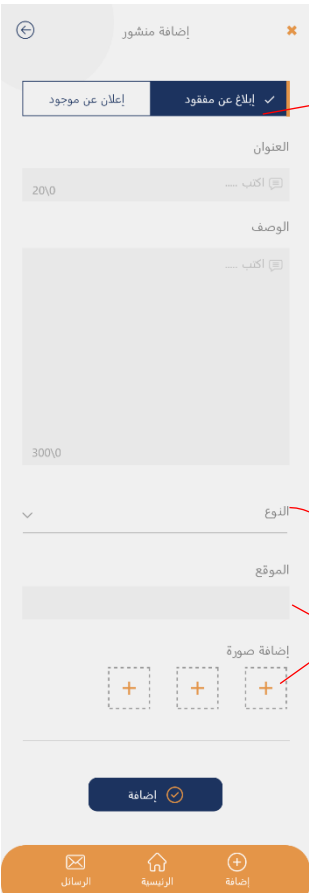 إضافة منشور
إبلاغ عن مفقود
إعلان عن موجود
العنوان
اكتب .....
20\0
الوصف
اكتب .....
300\0
النوع
الموقع
إضافة صورة
إضافة
إضافة
الرئيسية
الرسائل